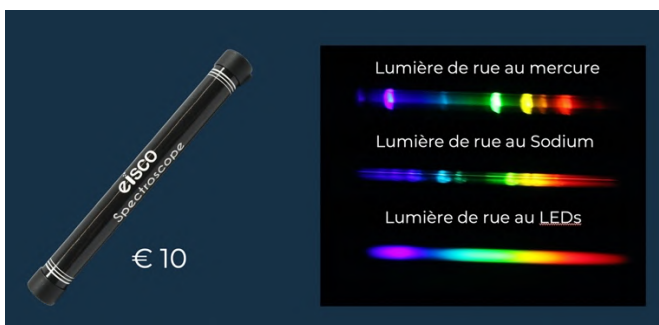 eisco
Spectroscope
€ 10
Lumière de rue au mercure
Lumière de rue au Sodium
Lumière de rue au LEDs